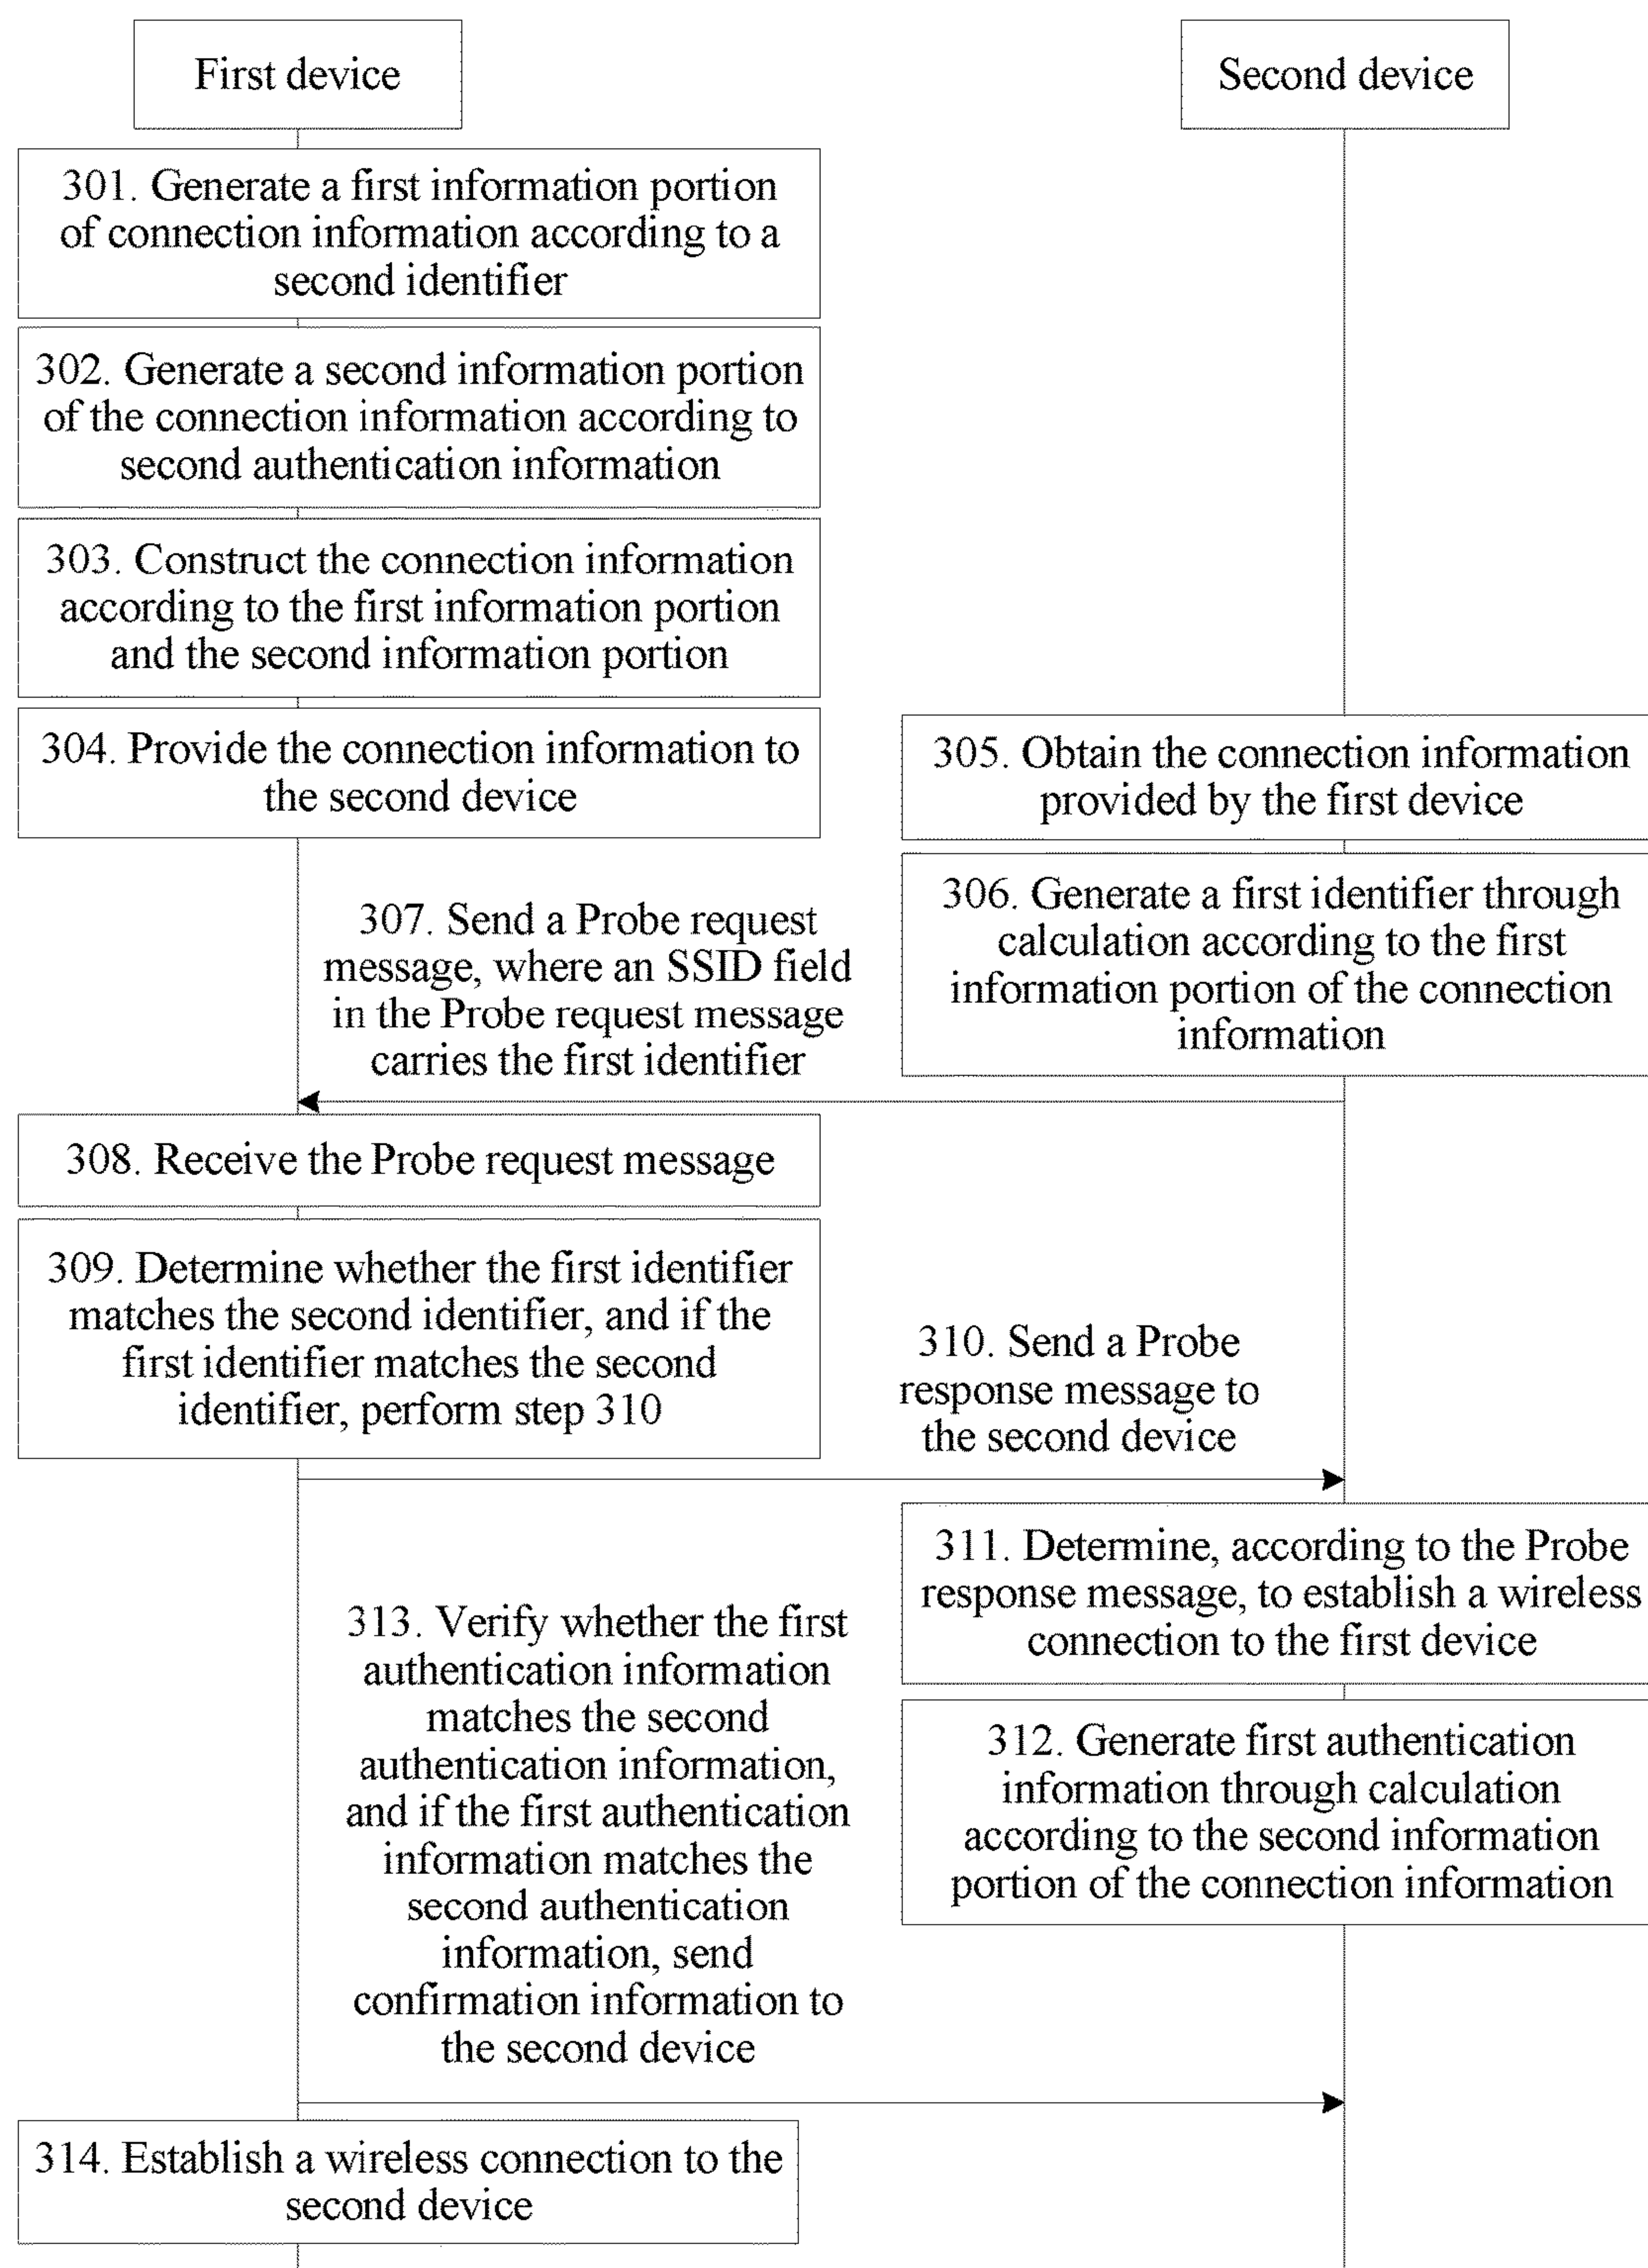 First device
Second device
301. Generate a first information portion
of connection information according to a
second identifier
302. Generate a second information portion
of the connection information according to
second authentication information
303. Construct the connection information
according to the first information portion
and the second information portion
304. Provide the connection information to
the second device
305. Obtain the connection information
provided by the first device
306. Generate a first identifier through
calculation according to the first
information portion of the connection
information
307. Send a Probe request
message, where an SSID field
in the Probe request message
carries the first identifier
308. Receive the Probe request message
309. Determine whether the first identifier
matches the second identifier, and if the
first identifier matches the second
identifier, perform step 310
310. Send a Probe
response message to
the second device
311. Determine, according to the Probe
response message, to establish a wireless
connection to the first device
312. Generate first authentication
information through calculation
according to the second information
portion of the connection information
313. Verify whether the first
authentication information
matches the second
authentication information,
and if the first authentication
information matches the
second authentication
information, send
confirmation information to
the second device
314. Establish a wireless connection to the
second device